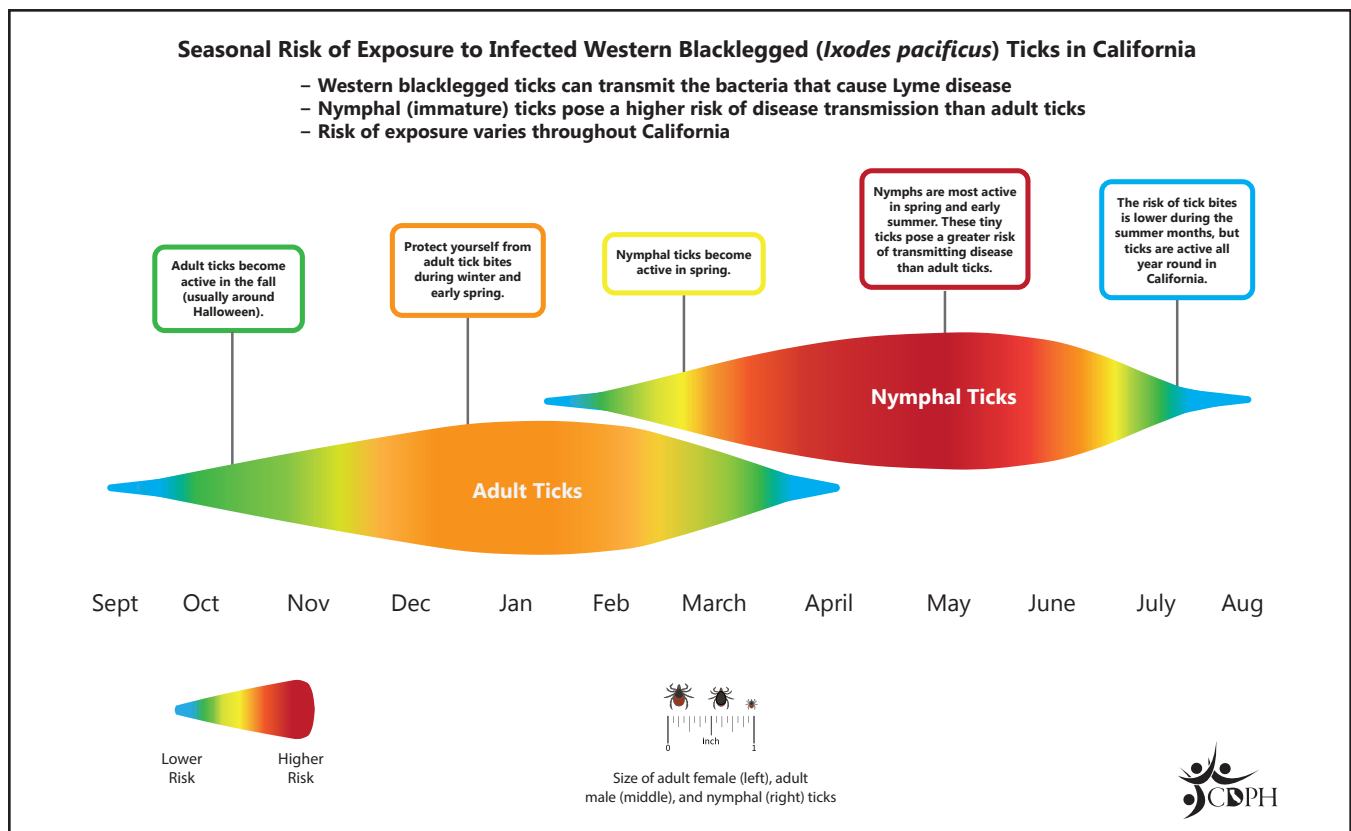 Seasonal Risk of Exposure to Infected Western Blacklegged (Ixodes pacificus) Ticks in California
– Western blacklegged ticks can transmit the bacteria that cause Lyme disease
– Nymphal (immature) ticks pose a higher risk of disease transmission than adult ticks
– Risk of exposure varies throughout California
Adult ticks become
active in the fall
(usually around
Halloween).
Protect yourself from
adult tick bites
during winter and
early spring.
Nymphal ticks become
active in spring.
Nymphs are most active
in spring and early
summer. These tiny
ticks pose a greater risk
of transmitting disease
than adult ticks.
The risk of tick bites
is lower during the
summer months, but
ticks are active all
year round in
California.
Nymphal Ticks
Adult Ticks
Sept Oct Nov Dec Jan Feb March April May June July Aug
Lower
Risk
Higher
Risk
0 Inch 1
Size of adult female (left), adult
male (middle), and nymphal (right) ticks
CDPH